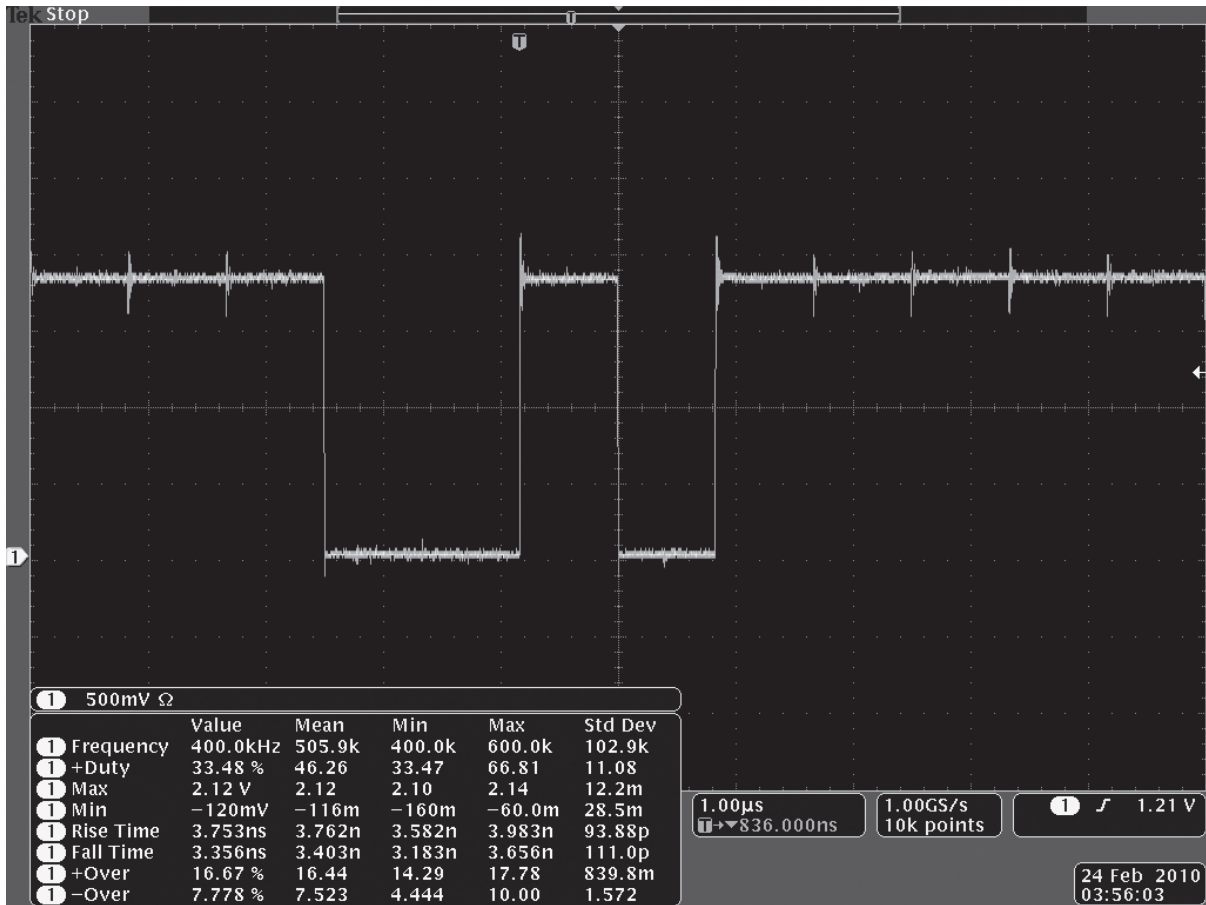 Tek Stop
T
T
1
1 500mV Ω
Value Mean Min Max Std Dev
1 Frequency 400.0kHz 505.9k 400.0k 600.0k 102.9k
1 +Duty 33.48 % 46.26 33.47 66.81 11.08
1 Max 2.12 V 2.12 2.10 2.14 12.2m
1 Min −120mV −116m −160m −60.0m 28.5m
1 Rise Time 3.753ns 3.762n 3.582n 3.983n 93.88p
1 Fall Time 3.356ns 3.403n 3.183n 3.656n 111.0p
1 +Over 16.67 % 16.44 14.29 17.78 839.8m
1 −Over 7.778 % 7.523 4.444 10.00 1.572
1.00µs
T→▼836.000ns
1.00GS/s
10k points
1 ʃ 1.21 V
24 Feb 2010
03:56:03